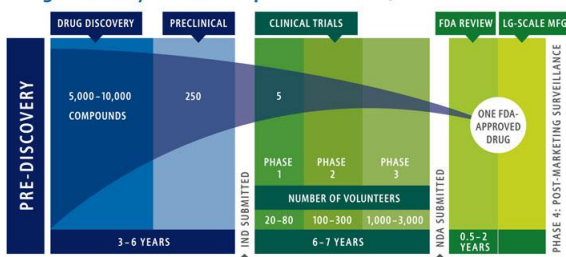 DRUG DISCOVERY
PRECLINICAL
CLINICAL TRIALS
FDA REVIEW
LG-SCALE MFG
PRE-DISCOVERY
5,000–10,000
COMPOUNDS
250
5
ONE FDA-
APPROVED
DRUG
PHASE
1
PHASE
2
PHASE
3
NUMBER OF VOLUNTEERS
20–80
100–300
1,000–3,000
3–6 YEARS
IND SUBMITTED
6–7 YEARS
NDA SUBMITTED
0.5–2
YEARS
PHASE 4: POST-MARKETING SURVEILLANCE